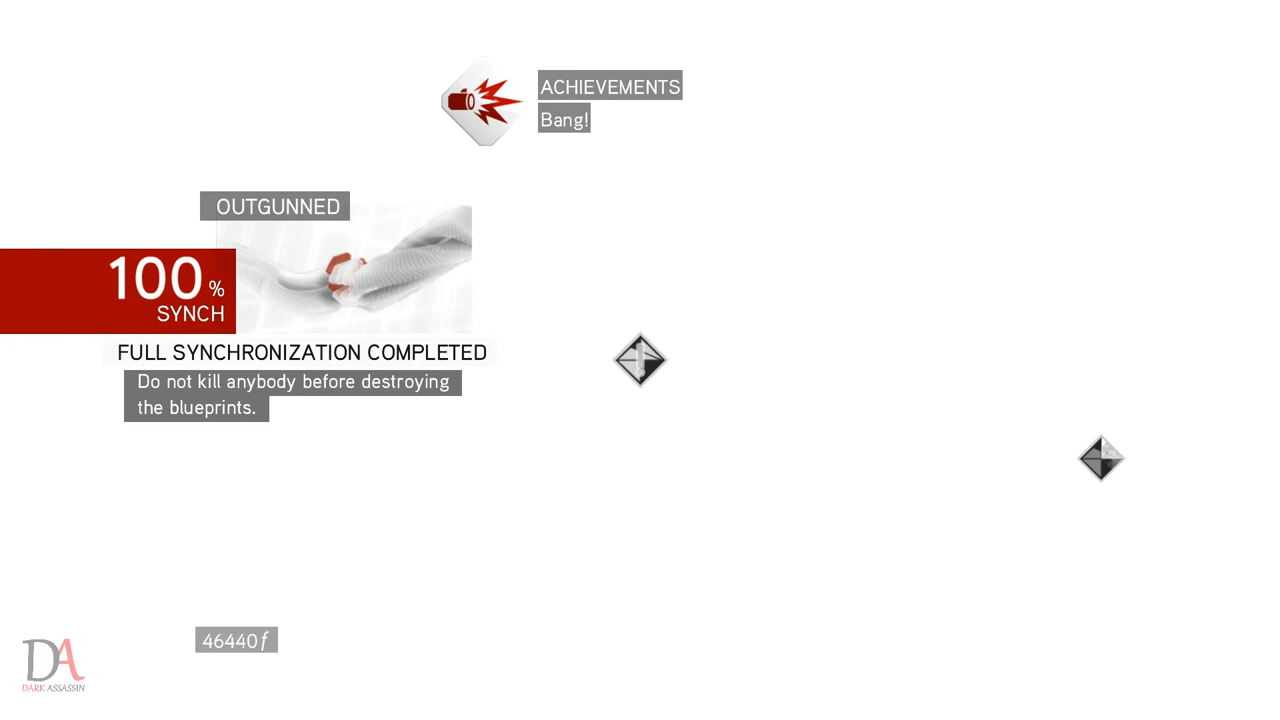 ACHIEVEMENTS
Bang!
OUTGUNNED
100 %
SYNCH
FULL SYNCHRONIZATION COMPLETED
Do not kill anybody before destroying
the blueprints.
46440ƒ
DA
DARK ASSASSIN